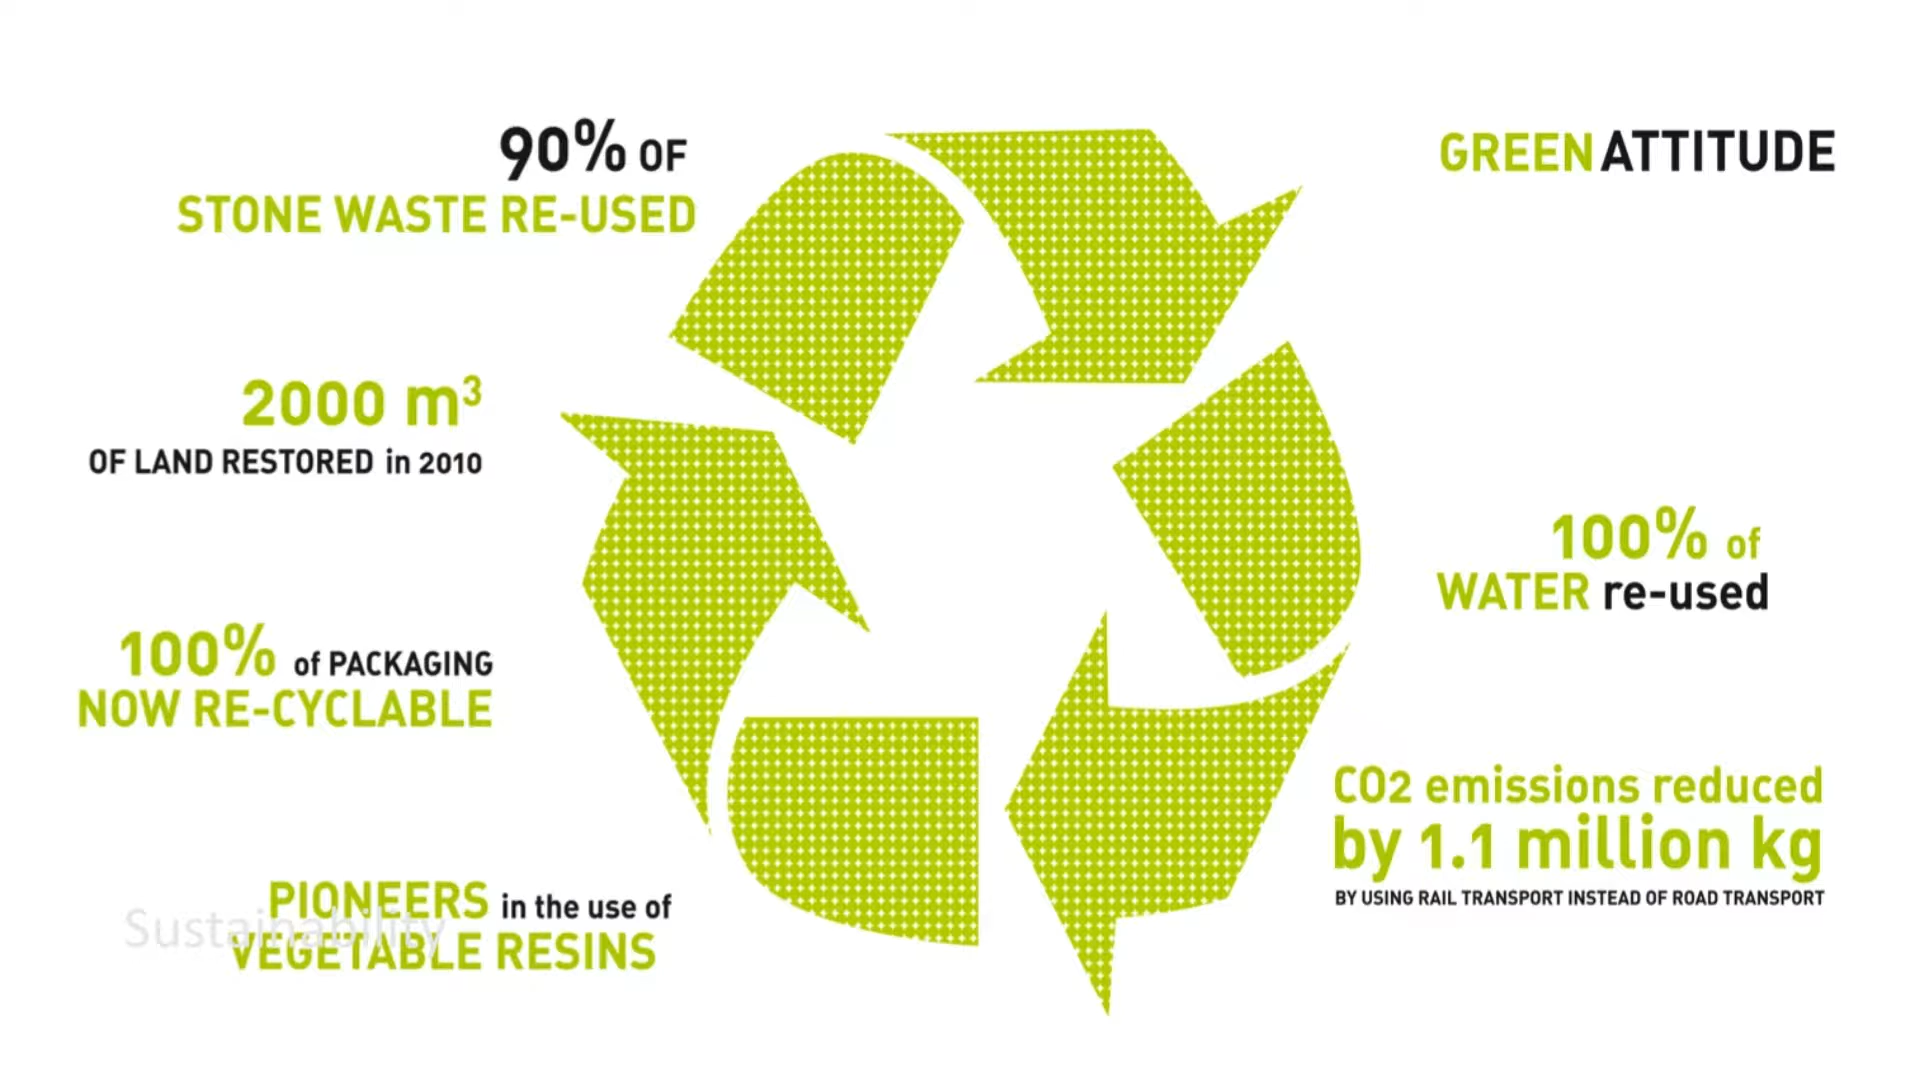 90% OF
STONE WASTE RE-USED
GREEN ATTITUDE
2000 m³
OF LAND RESTORED in 2010
100% of
WATER re-used
100% of PACKAGING
NOW RE-CYCLABLE
CO2 emissions reduced
by 1.1 million kg
BY USING RAIL TRANSPORT INSTEAD OF ROAD TRANSPORT
PIONEERS in the use of
VEGETABLE RESINS
Sustainability